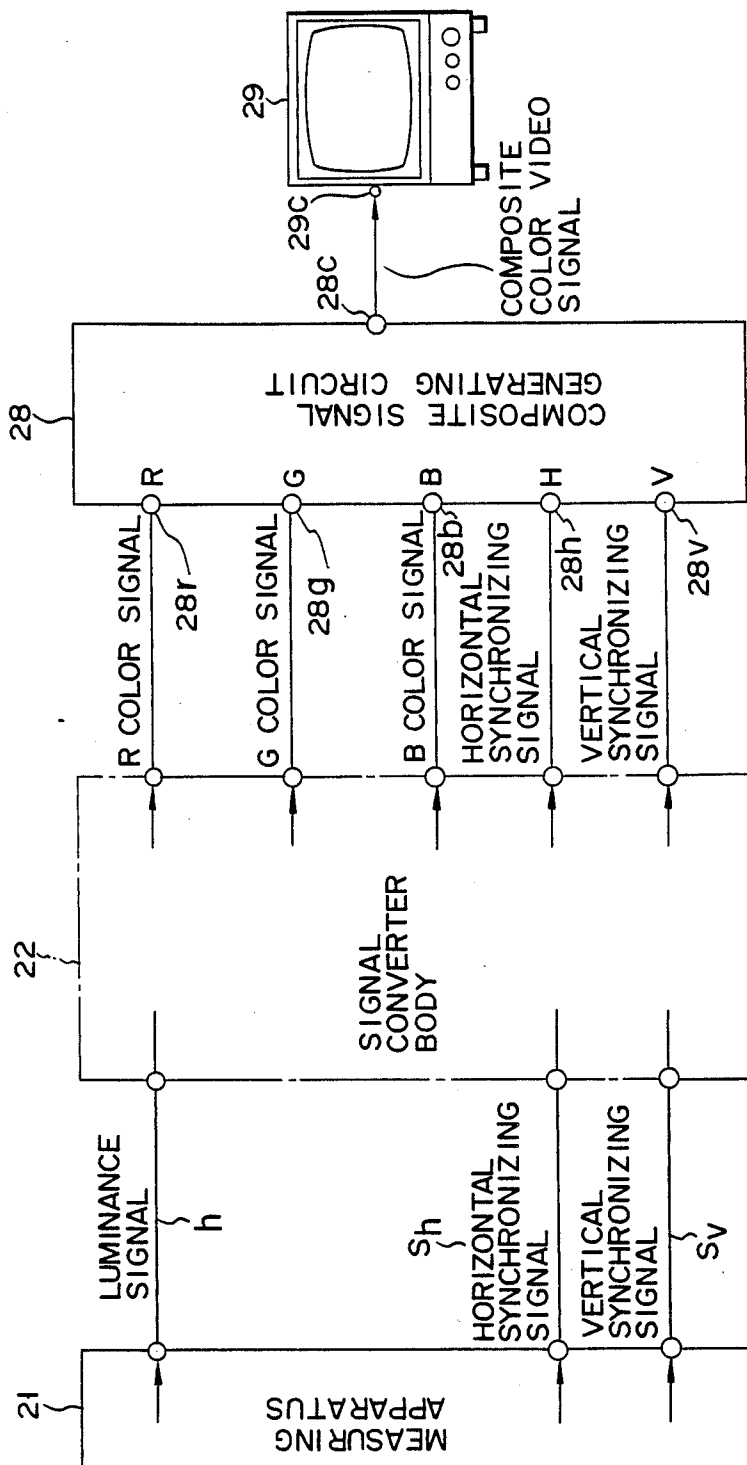 21
MEASURING
APPARATUS
LUMINANCE
SIGNAL
h
Sh
HORIZONTAL
SYNCHRONIZING
SIGNAL
VERTICAL
SYNCHRONIZING
SIGNAL
Sv
22
SIGNAL
CONVERTER
BODY
R COLOR SIGNAL
28r
R
G COLOR SIGNAL
28g
G
B COLOR SIGNAL
28b
B
HORIZONTAL
SYNCHRONIZING
SIGNAL
28h
H
VERTICAL
SYNCHRONIZING
SIGNAL
28v
V
28
COMPOSITE SIGNAL
GENERATING CIRCUIT
28C
COMPOSITE
COLOR VIDEO
SIGNAL
29C
29